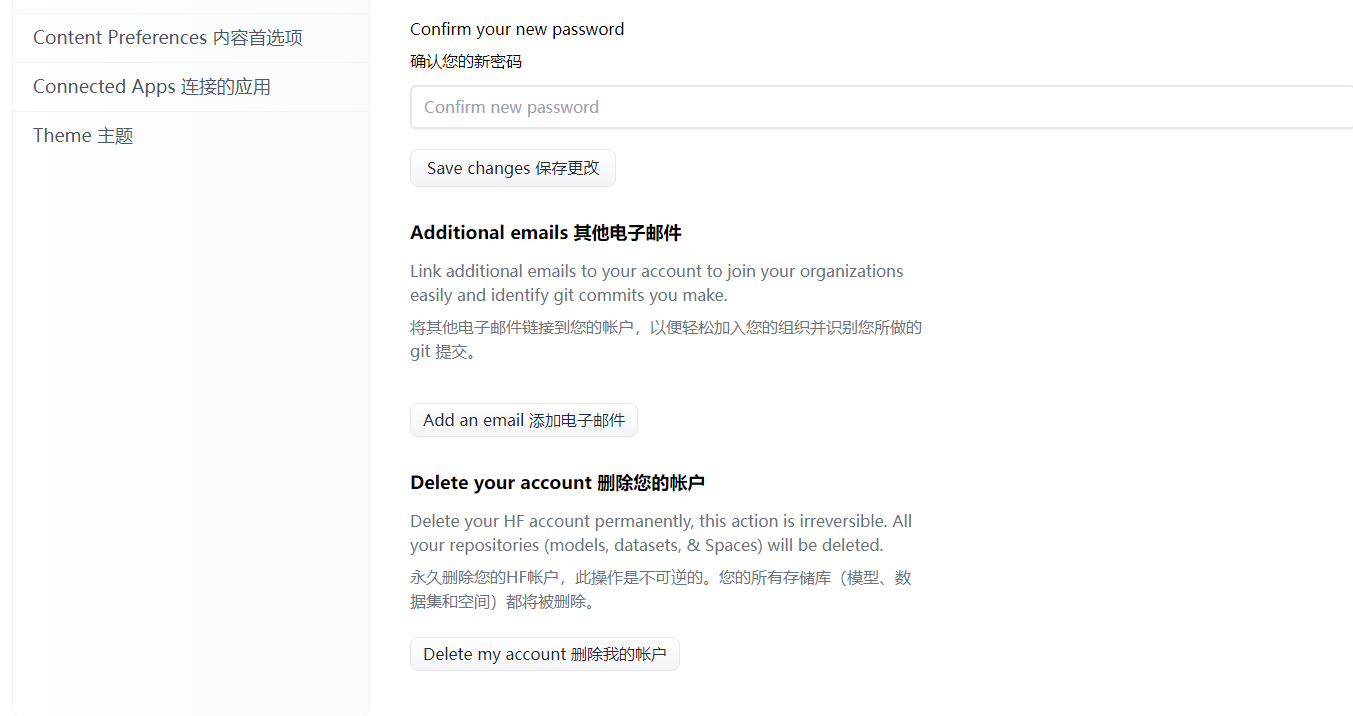 Content Preferences 内容首选项
Connected Apps 连接的应用
Theme 主题
Confirm your new password
确认您的新密码
Confirm new password
Save changes 保存更改
Additional emails 其他电子邮件
Link additional emails to your account to join your organizations
easily and identify git commits you make.
将其他电子邮件链接到您的帐户，以便轻松加入您的组织并识别您所做的
git 提交。
Add an email 添加电子邮件
Delete your account 删除您的帐户
Delete your HF account permanently, this action is irreversible. All
your repositories (models, datasets, & Spaces) will be deleted.
永久删除您的HF帐户，此操作是不可逆的。您的所有存储库（模型、数
据集和空间）都将被删除。
Delete my account 删除我的帐户